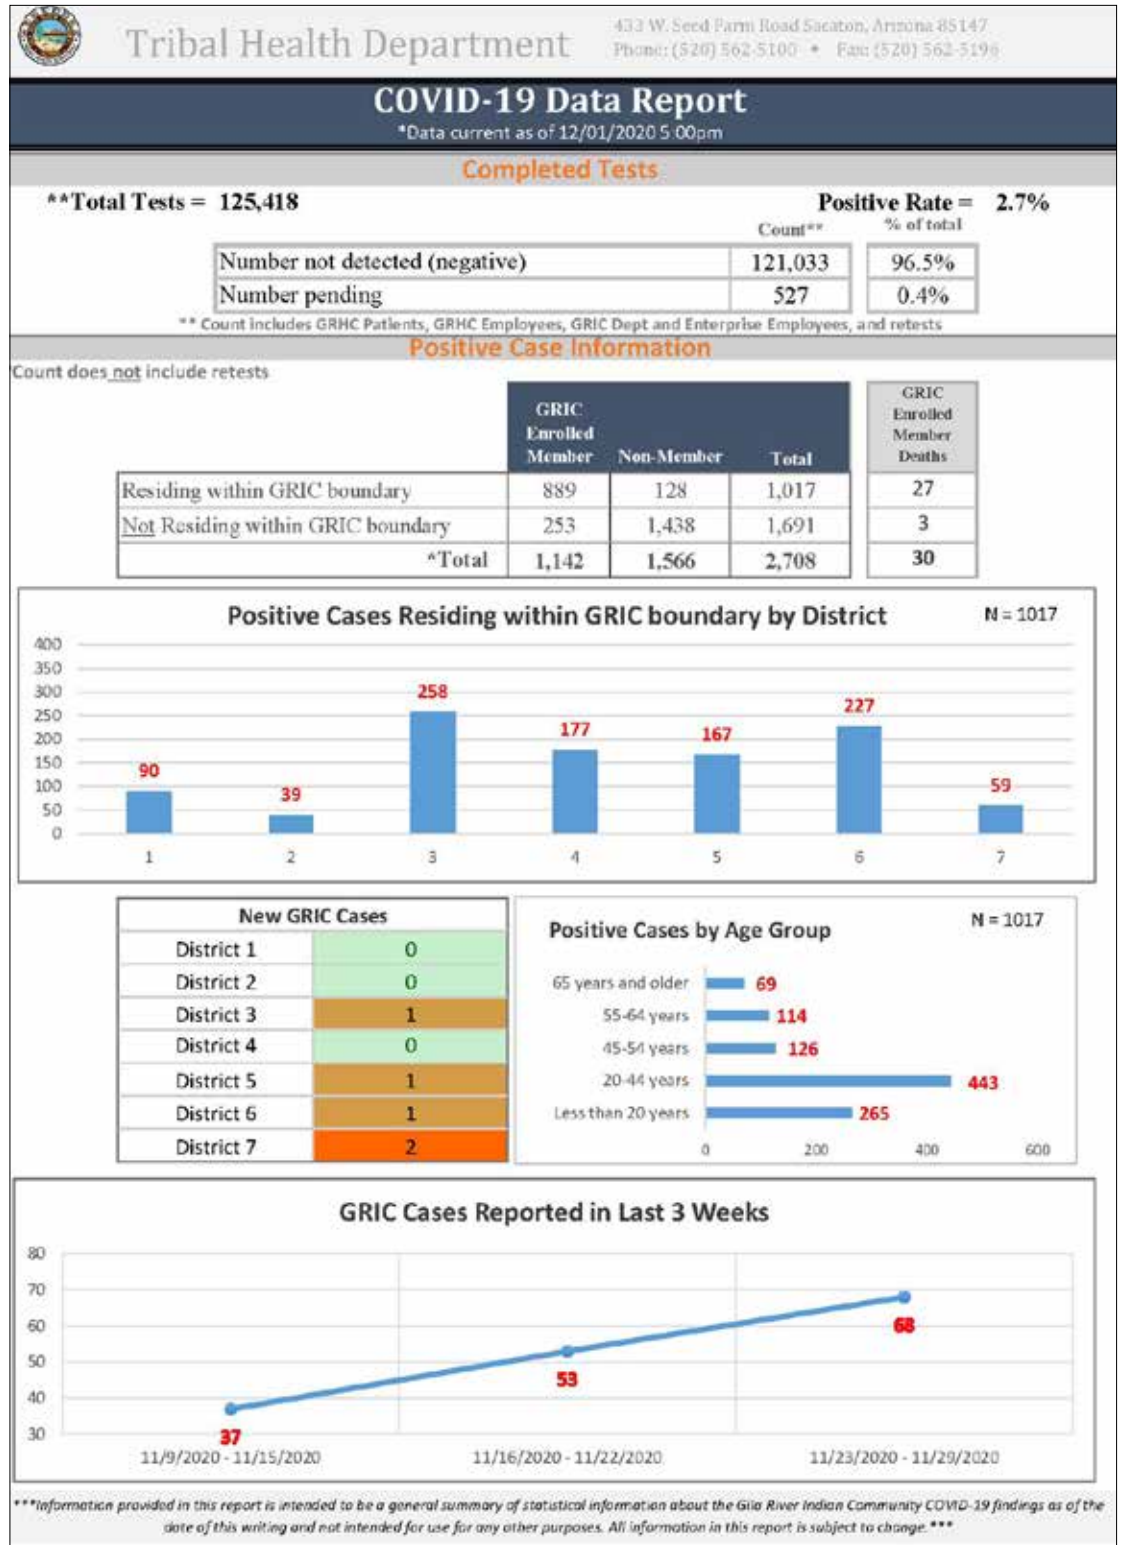 Tribal Health Department
433 W. Seed Farm Road Sacaton, Arizona 85147
Phone: (520) 562-5100 • Fax: (520) 562-5196
COVID-19 Data Report
*Data current as of 12/01/2020 5:00pm
Completed Tests
**Total Tests = 125,418 Positive Rate = 2.7%
Count** % of total
Number not detected (negative) 121,033 96.5%
Number pending 527 0.4%
** Count includes GRHC Patients, GRHC Employees, GRIC Dept and Enterprise Employees, and retests
Positive Case Information
Count does not include retests
GRIC Enrolled Member Non-Member Total GRIC Enrolled Member Deaths
Residing within GRIC boundary 889 128 1,017 27
Not Residing within GRIC boundary 253 1,438 1,691 3
^Total 1,142 1,566 2,708 30
Positive Cases Residing within GRIC boundary by District N = 1017
400
350
300
250
200
150
100
50
0
90 39 258 177 167 227 59
1 2 3 4 5 6 7
New GRIC Cases
District 1 0
District 2 0
District 3 1
District 4 0
District 5 1
District 6 1
District 7 2
Positive Cases by Age Group N = 1017
65 years and older 69
55-64 years 114
45-54 years 126
20-44 years 443
Less than 20 years 265
0 200 400 600
GRIC Cases Reported in Last 3 Weeks
80
70
60
50
40
30
37 53 68
11/9/2020 - 11/15/2020 11/16/2020 - 11/22/2020 11/23/2020 - 11/29/2020
***Information provided in this report is intended to be a general summary of statistical information about the Gila River Indian Community COVID-19 findings as of the
date of this writing and not intended for use for any other purposes. All information in this report is subject to change.***